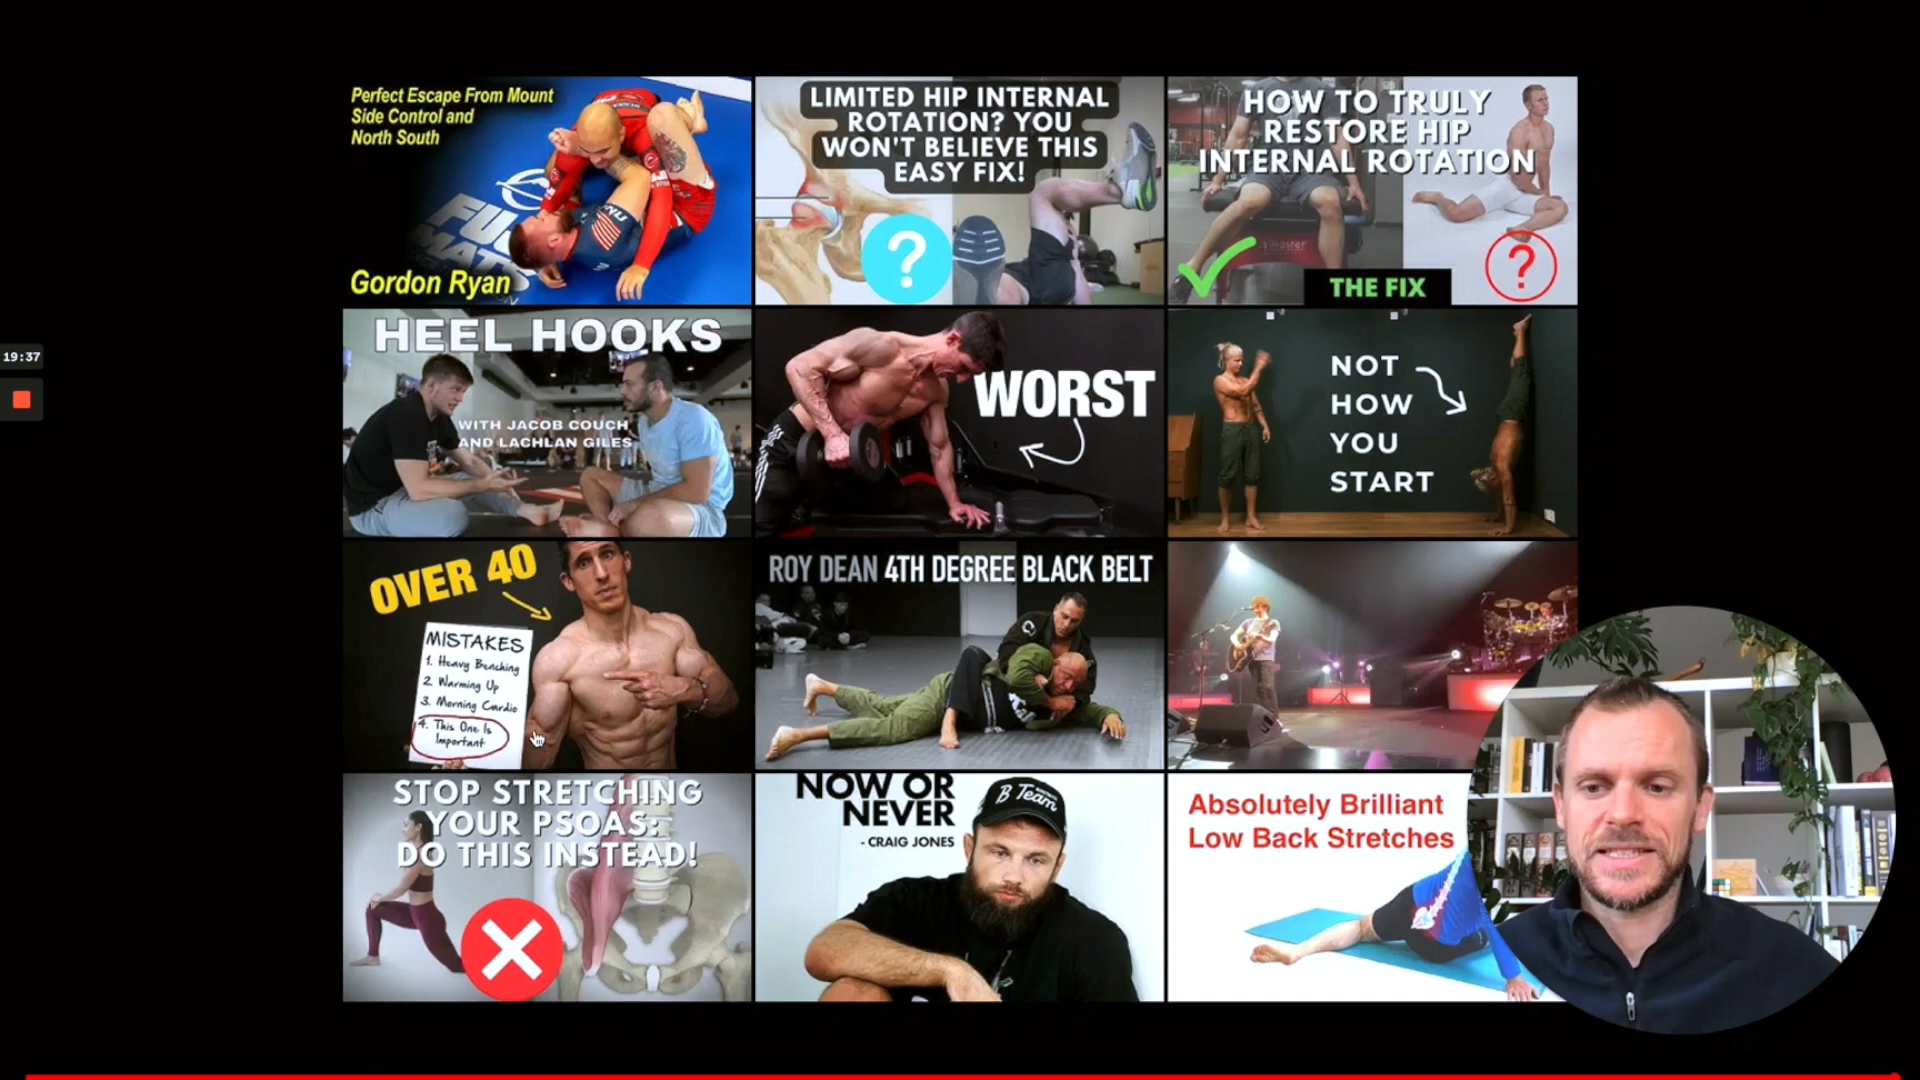 Perfect Escape From Mount
Side Control and
North South
Gordon Ryan
LIMITED HIP INTERNAL
ROTATION? YOU
WON'T BELIEVE THIS
EASY FIX!
?
HOW TO TRULY
RESTORE HIP
INTERNAL ROTATION
THE FIX
?
19:37
HEEL HOOKS
WITH JACOB COUCH
AND LACHLAN GILES
WORST
NOT
HOW
YOU
START
OVER 40
MISTAKES
1. Heavy Benching
2. Warming Up
3. Morning Cardio
4. This One Is
Important
ROY DEAN 4TH DEGREE BLACK BELT
STOP STRETCHING
YOUR PSOAS:
DO THIS INSTEAD!
NOW OR
NEVER
- CRAIG JONES
B Team
Absolutely Brilliant
Low Back Stretches